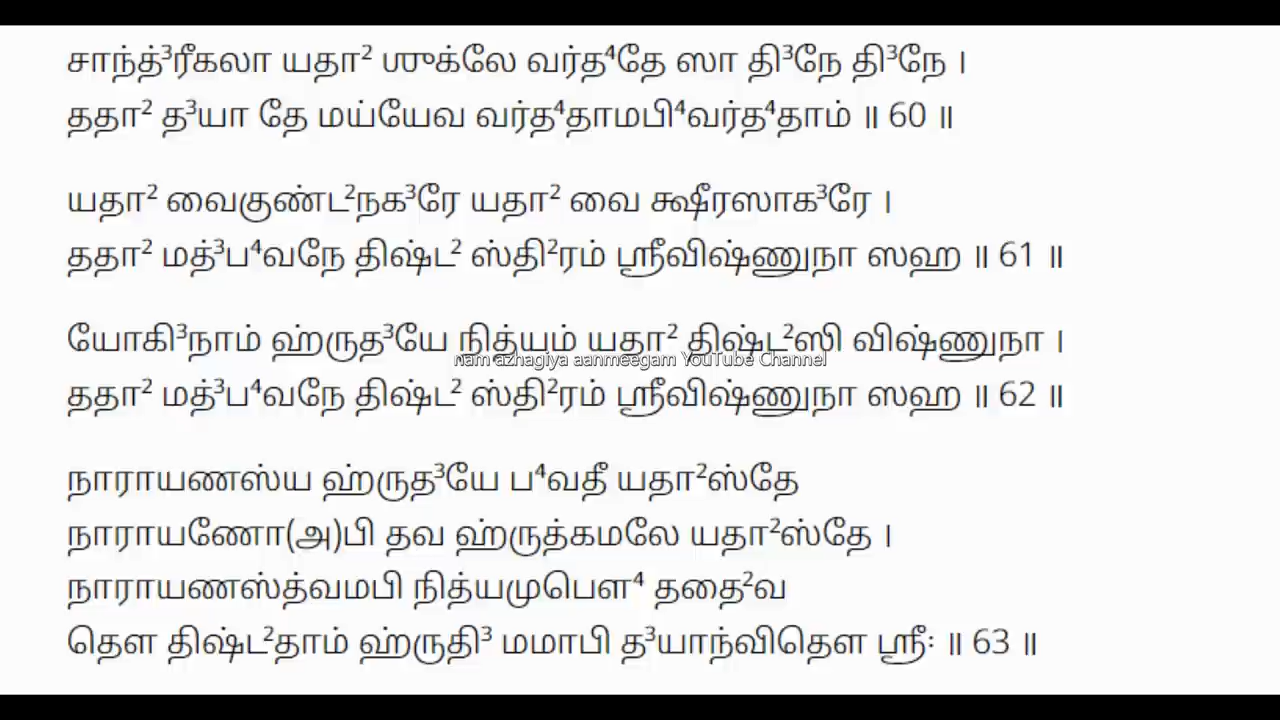 சாந்த்³ரீகலா யதா² ஶுக்லே வர்த⁴தே ஸா தி³நே தி³நே ।
ததா² த³யா தே மய்யேவ வர்த⁴தாமபி⁴வர்த⁴தாம் ॥ 60 ॥
யதா² வைகுண்ட²நக³ரே யதா² வை க்ஷீரஸாக³ரே ।
ததா² மத்³ப⁴வநே திஷ்ட² ஸ்தி²ரம் ஶ்ரீவிஷ்ணுநா ஸஹ ॥ 61 ॥
யோகி³நாம் ஹ்ருத³யே நித்யம் யதா² திஷ்ட²ஸி விஷ்ணுநா ।
nam azhagiya aanmeegam YouTube Channel
ததா² மத்³ப⁴வநே திஷ்ட² ஸ்தி²ரம் ஶ்ரீவிஷ்ணுநா ஸஹ ॥ 62 ॥
நாராயணஸ்ய ஹ்ருத³யே ப⁴வதீ யதா²ஸ்தே
நாராயணோ(அ)பி தவ ஹ்ருத்கமலே யதா²ஸ்தே ।
நாராயணஸ்த்வமபி நித்யமுபௌ⁴ ததை²வ
தௌ திஷ்ட²தாம் ஹ்ருதி³ மமாபி த³யாந்விதௌ ஶ்ரீ꞉ ॥ 63 ॥